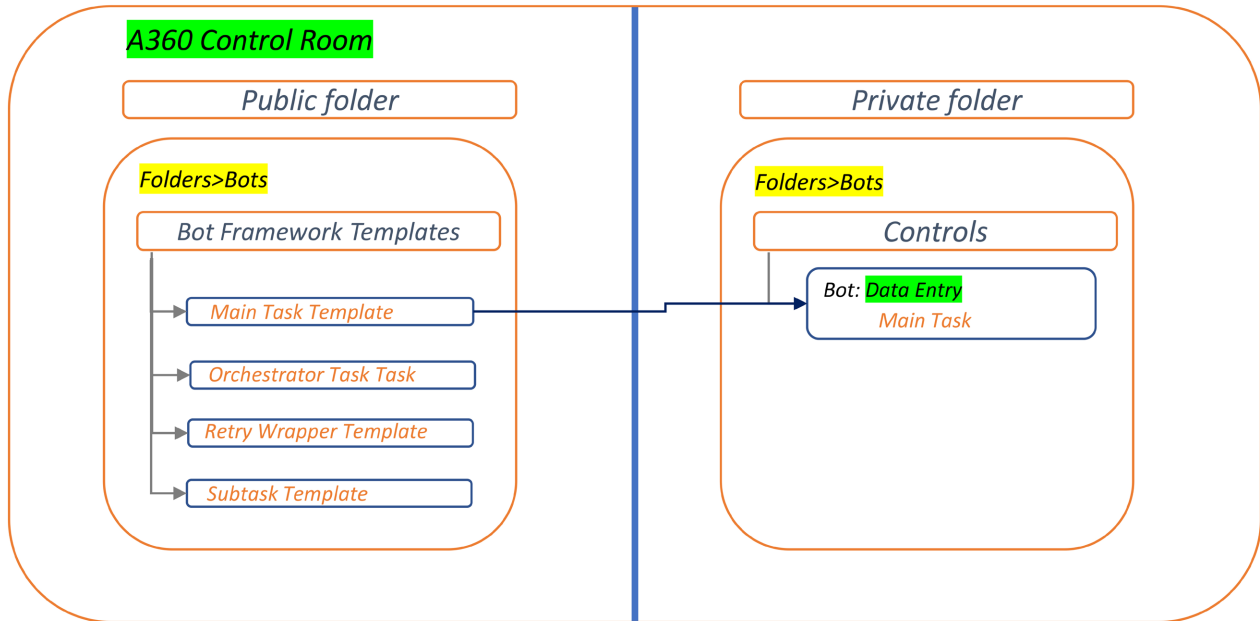 A360 Control Room
Public folder
Folders>Bots
Bot Framework Templates
Main Task Template
Orchestrator Task Task
Retry Wrapper Template
Subtask Template
Private folder
Folders>Bots
Controls
Bot: Data Entry
Main Task